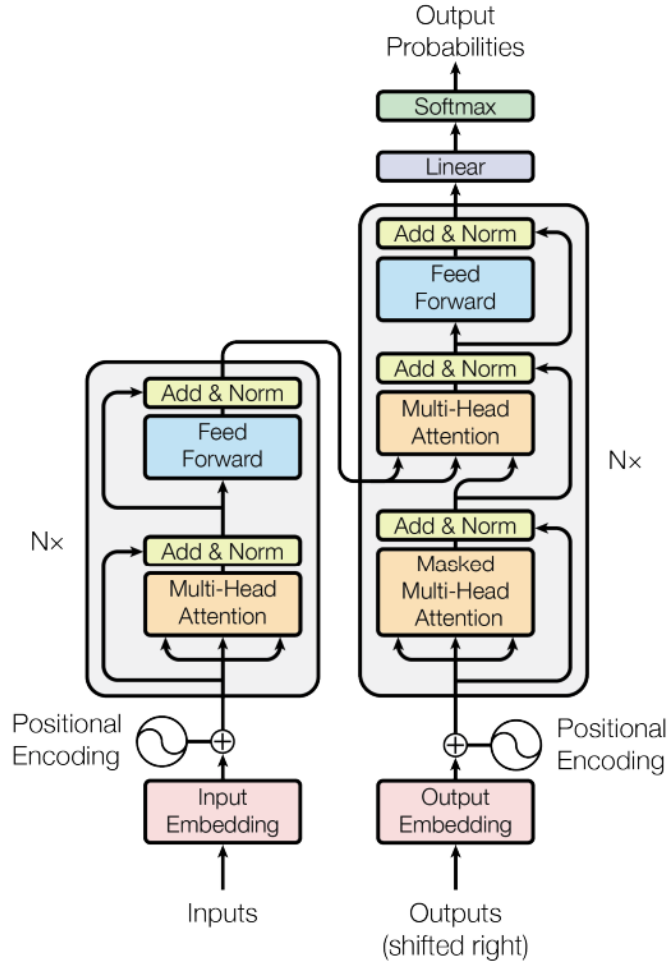 Output
Probabilities
Softmax
Linear
Add & Norm
Feed
Forward
Add & Norm
Multi-Head
Attention
Add & Norm
Masked
Multi-Head
Attention
Nx
Add & Norm
Feed
Forward
Add & Norm
Multi-Head
Attention
N×
Positional
Encoding
Positional
Encoding
Input
Embedding
Output
Embedding
Inputs
Outputs
(shifted right)